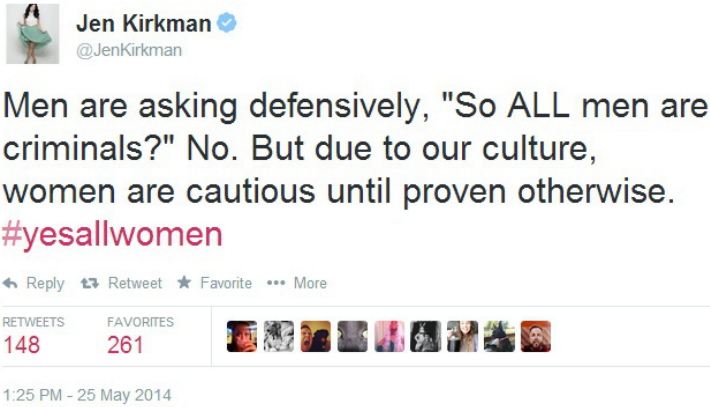 Jen Kirkman
@JenKirkman
Men are asking defensively, "So ALL men are
criminals?" No. But due to our culture,
women are cautious until proven otherwise.
#yesallwomen
Reply Retweet Favorite More
RETWEETS FAVORITES
148 261
1:25 PM - 25 May 2014